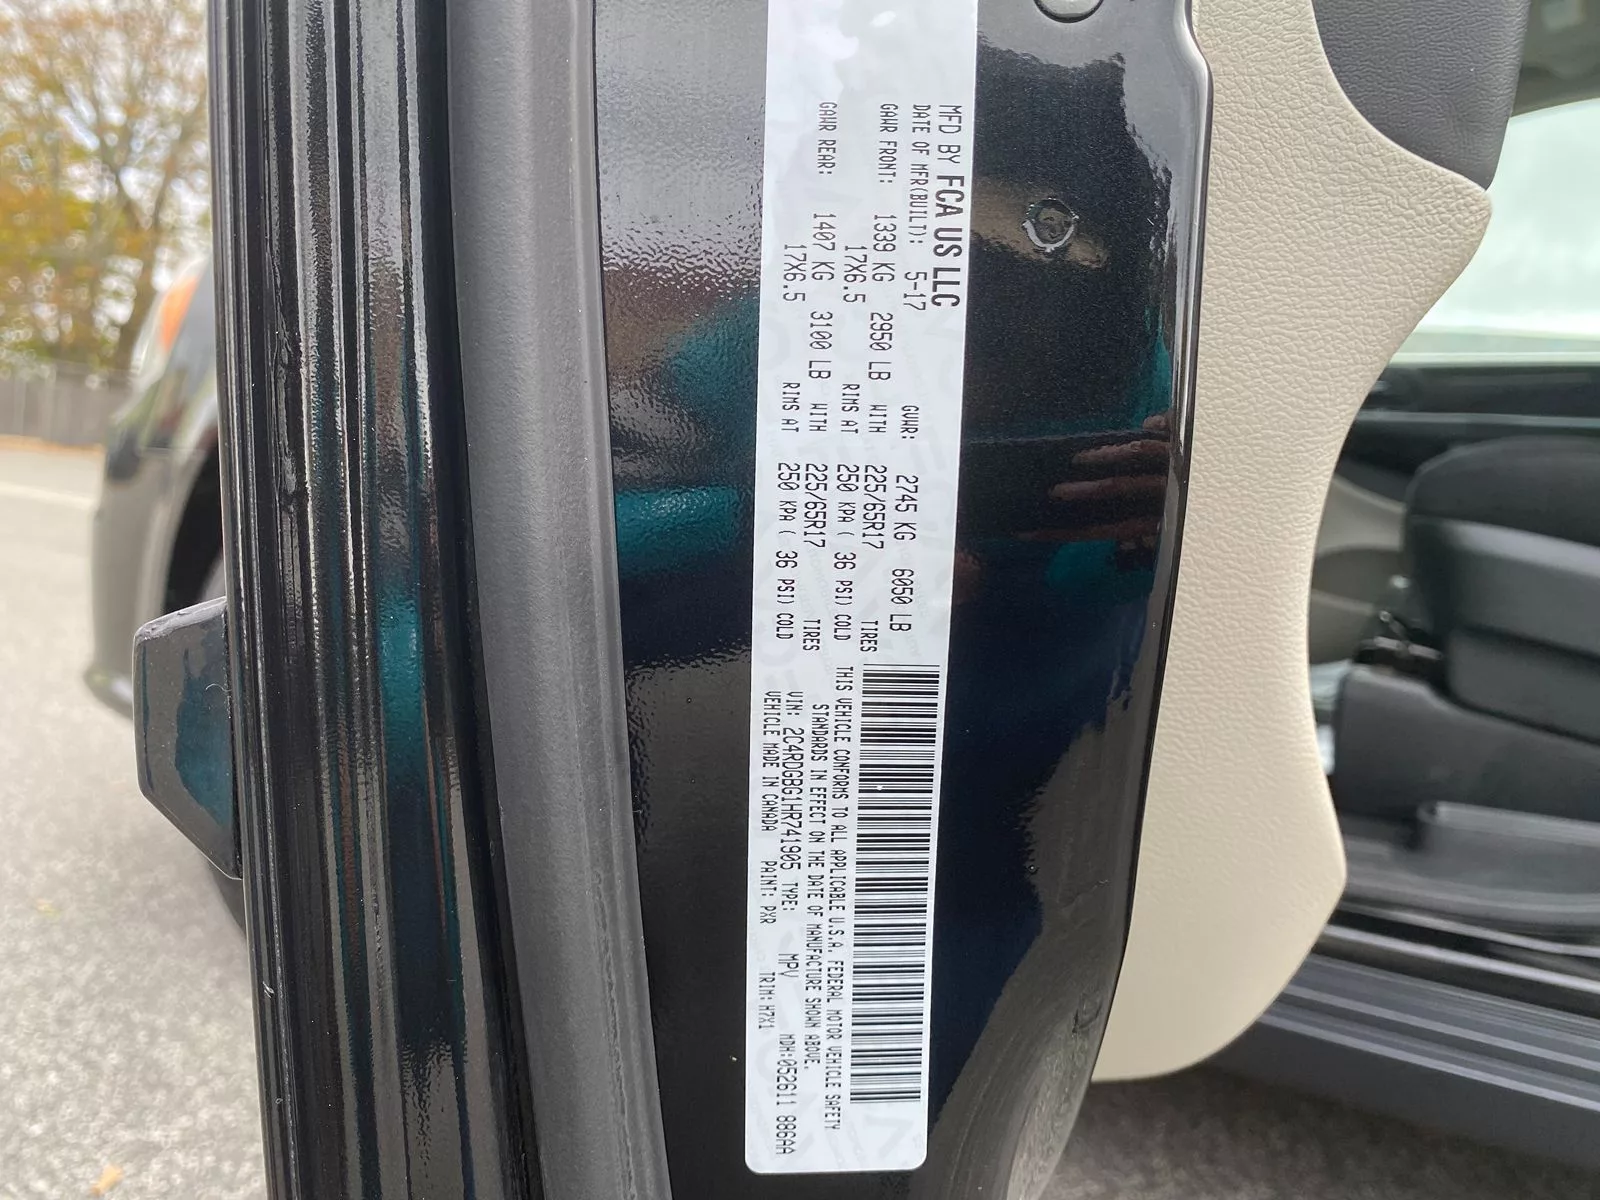 MFD BY FCA US LLC
DATE OF MFR(BUILT): 5-17 GVWR: 2745 KG 6050 LB
GAWR FRONT: 1339 KG 2950 LB WITH 225/65R17 TIRES
17X6.5 RIMS AT 250 KPA ( 36 PSI) COLD
GAWR REAR: 1407 KG 3100 LB WITH 225/65R17 TIRES
17X6.5 RIMS AT 250 KPA ( 36 PSI) COLD
THIS VEHICLE CONFORMS TO ALL APPLICABLE U.S.A. FEDERAL MOTOR VEHICLE SAFETY
STANDARDS IN EFFECT ON THE DATE OF MANUFACTURE SHOWN ABOVE.
VIN: 2C4RDGBG1HR741905 TYPE: MPV MDH:052611 886AA
VEHICLE MADE IN CANADA PAINT: PXR TRIM: H7X1